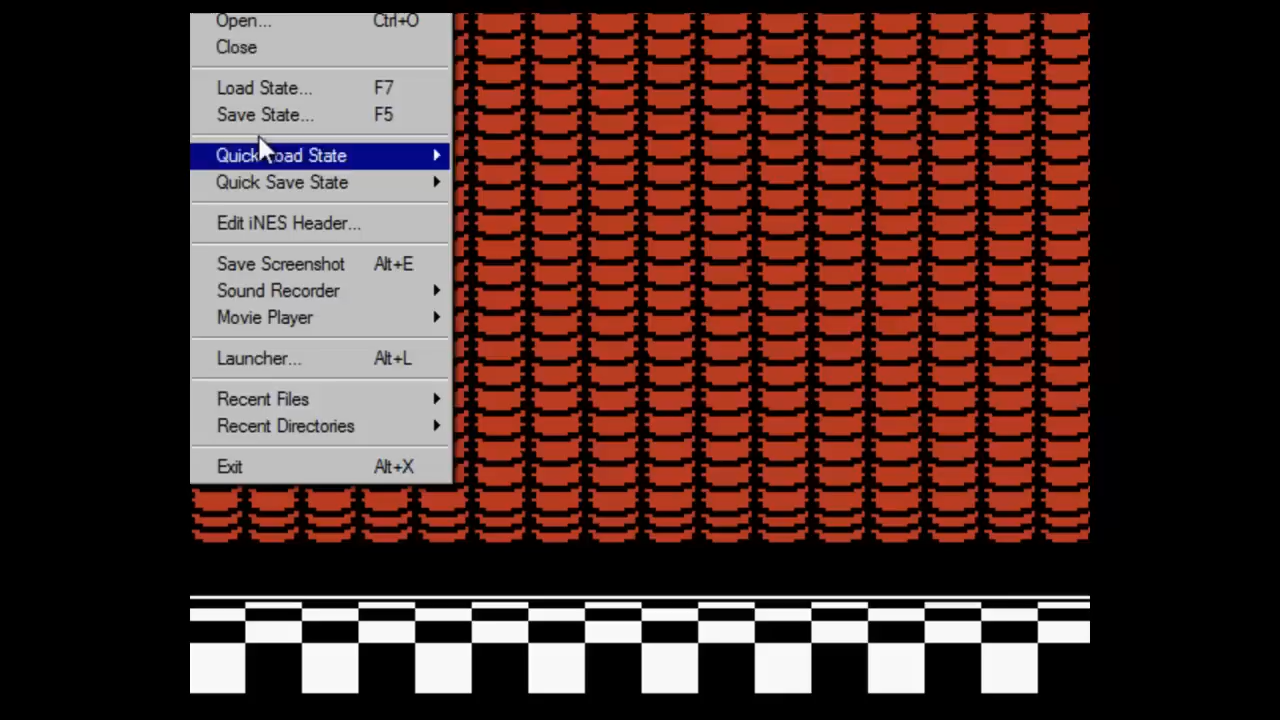 Open... Ctrl+O
Close
Load State... F7
Save State... F5
Quick Load State
Quick Save State
Edit iNES Header...
Save Screenshot Alt+E
Sound Recorder
Movie Player
Launcher... Alt+L
Recent Files
Recent Directories
Exit Alt+X